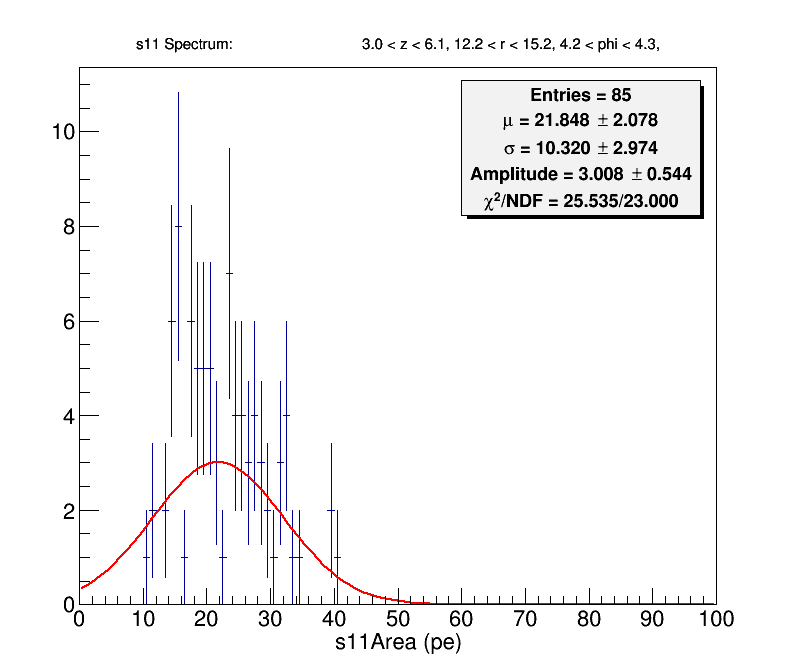 s11 Spectrum: 3.0 < z < 6.1, 12.2 < r < 15.2, 4.2 < phi < 4.3,
Entries = 85
μ = 21.848 ± 2.078
σ = 10.320 ± 2.974
Amplitude = 3.008 ± 0.544
χ²/NDF = 25.535/23.000
10
8
6
4
2
0
0 10 20 30 40 50 60 70 80 90 100
s11Area (pe)